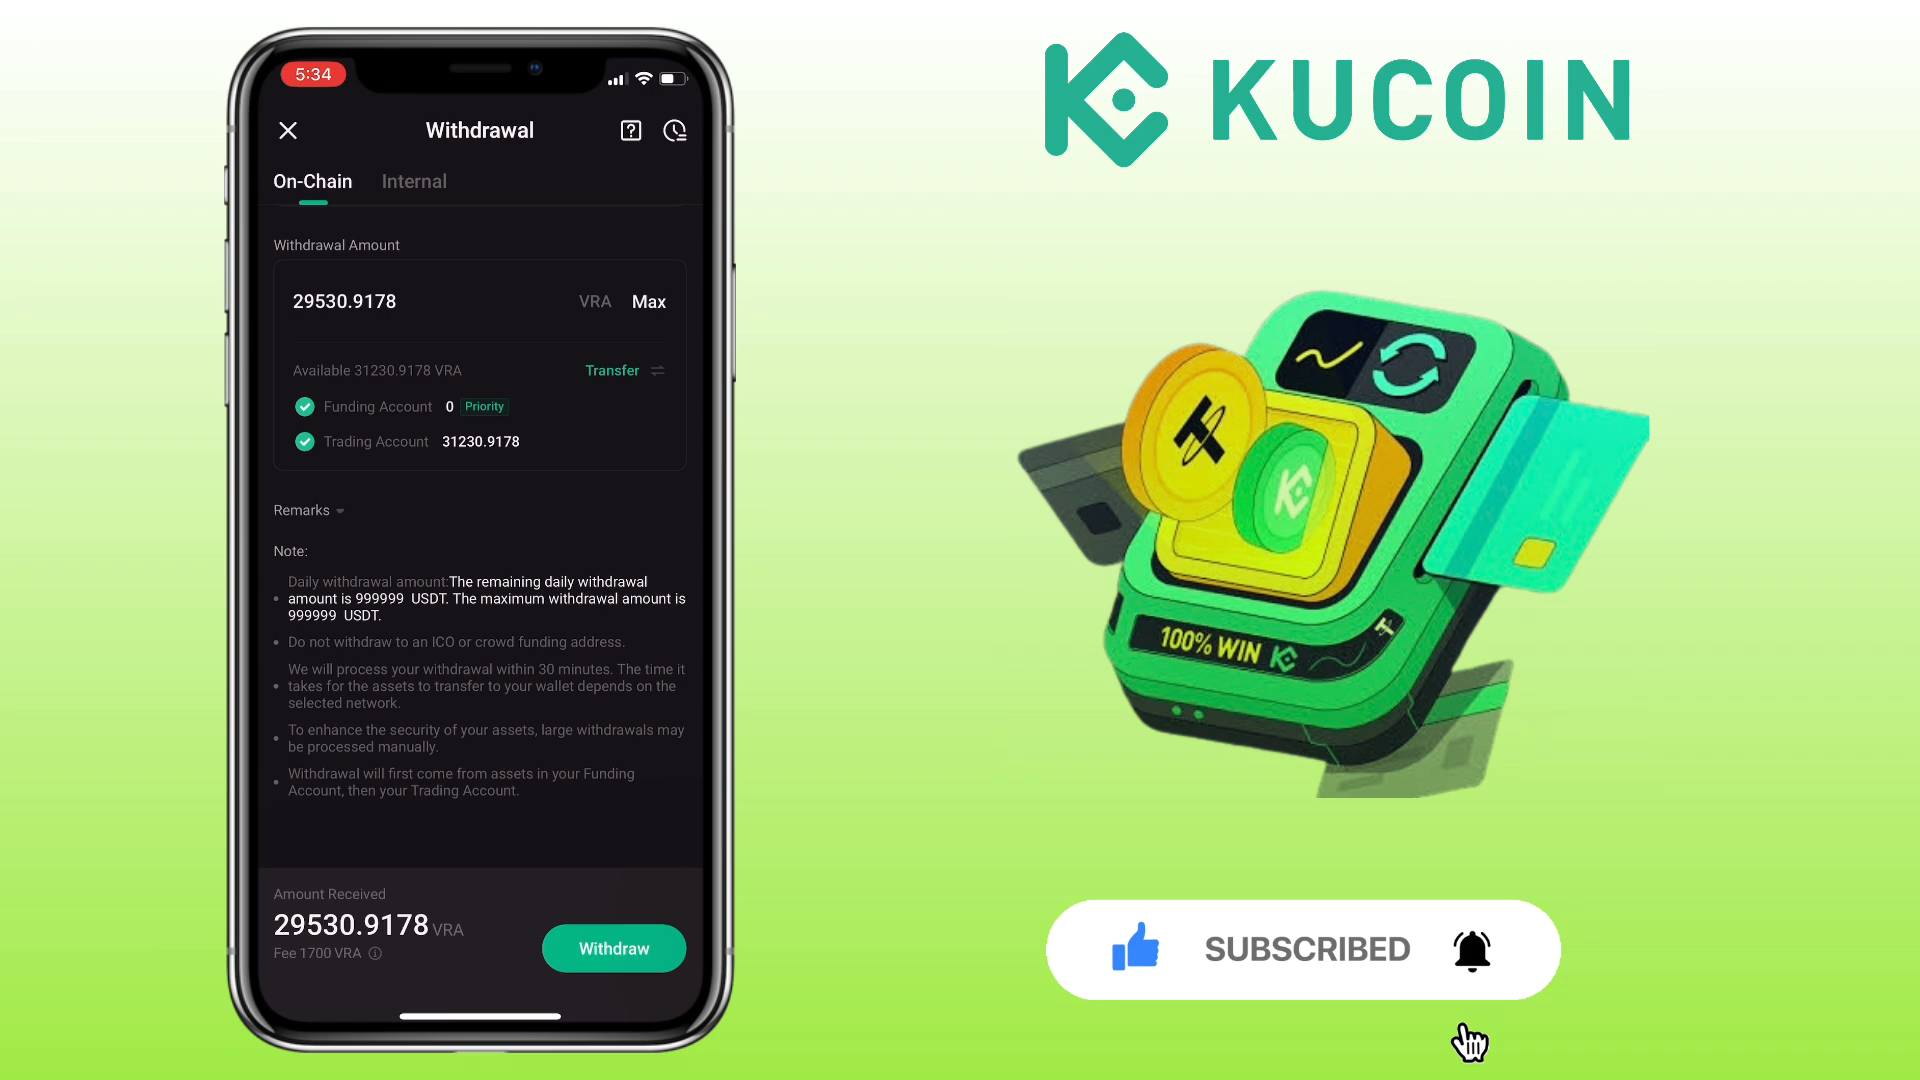 5:34
Withdrawal
On-Chain Internal
Withdrawal Amount
29530.9178 VRA Max
Available 31230.9178 VRA Transfer
Funding Account 0 Priority
Trading Account 31230.9178
Remarks
Note:
Daily withdrawal amount:The remaining daily withdrawal
amount is 999999 USDT. The maximum withdrawal amount is
999999 USDT.
Do not withdraw to an ICO or crowd funding address.
We will process your withdrawal within 30 minutes. The time it
takes for the assets to transfer to your wallet depends on the
selected network.
To enhance the security of your assets, large withdrawals may
be processed manually.
Withdrawal will first come from assets in your Funding
Account, then your Trading Account.
Amount Received
29530.9178 VRA
Fee 1700 VRA
Withdraw
KUCOIN
100% WIN
SUBSCRIBED